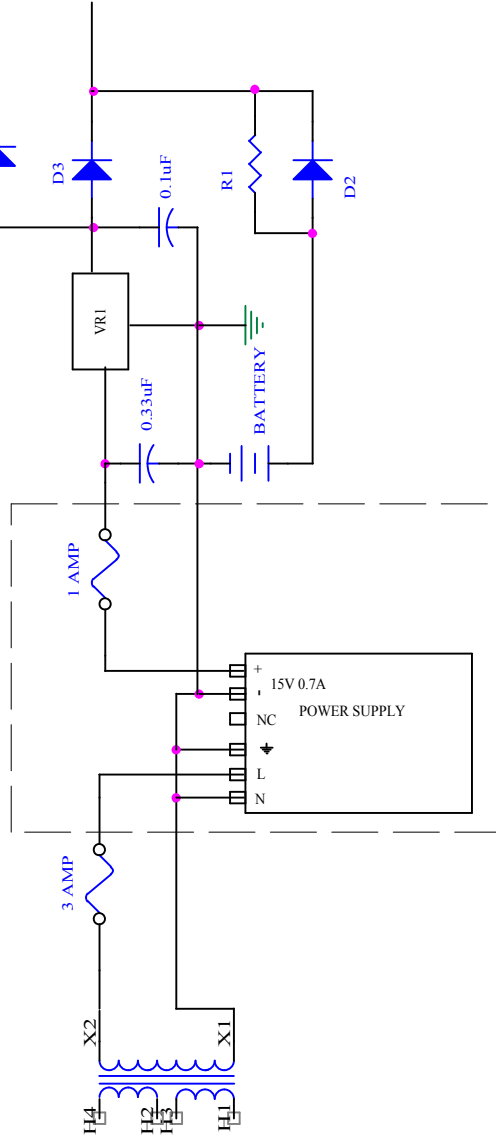 D3
0.1uF
R1
D2
VR1
0.33uF
BATTERY
1 AMP
+
15V 0.7A
-
POWER SUPPLY
NC
L
N
3 AMP
X2
X1
H4
H2
H3
H1